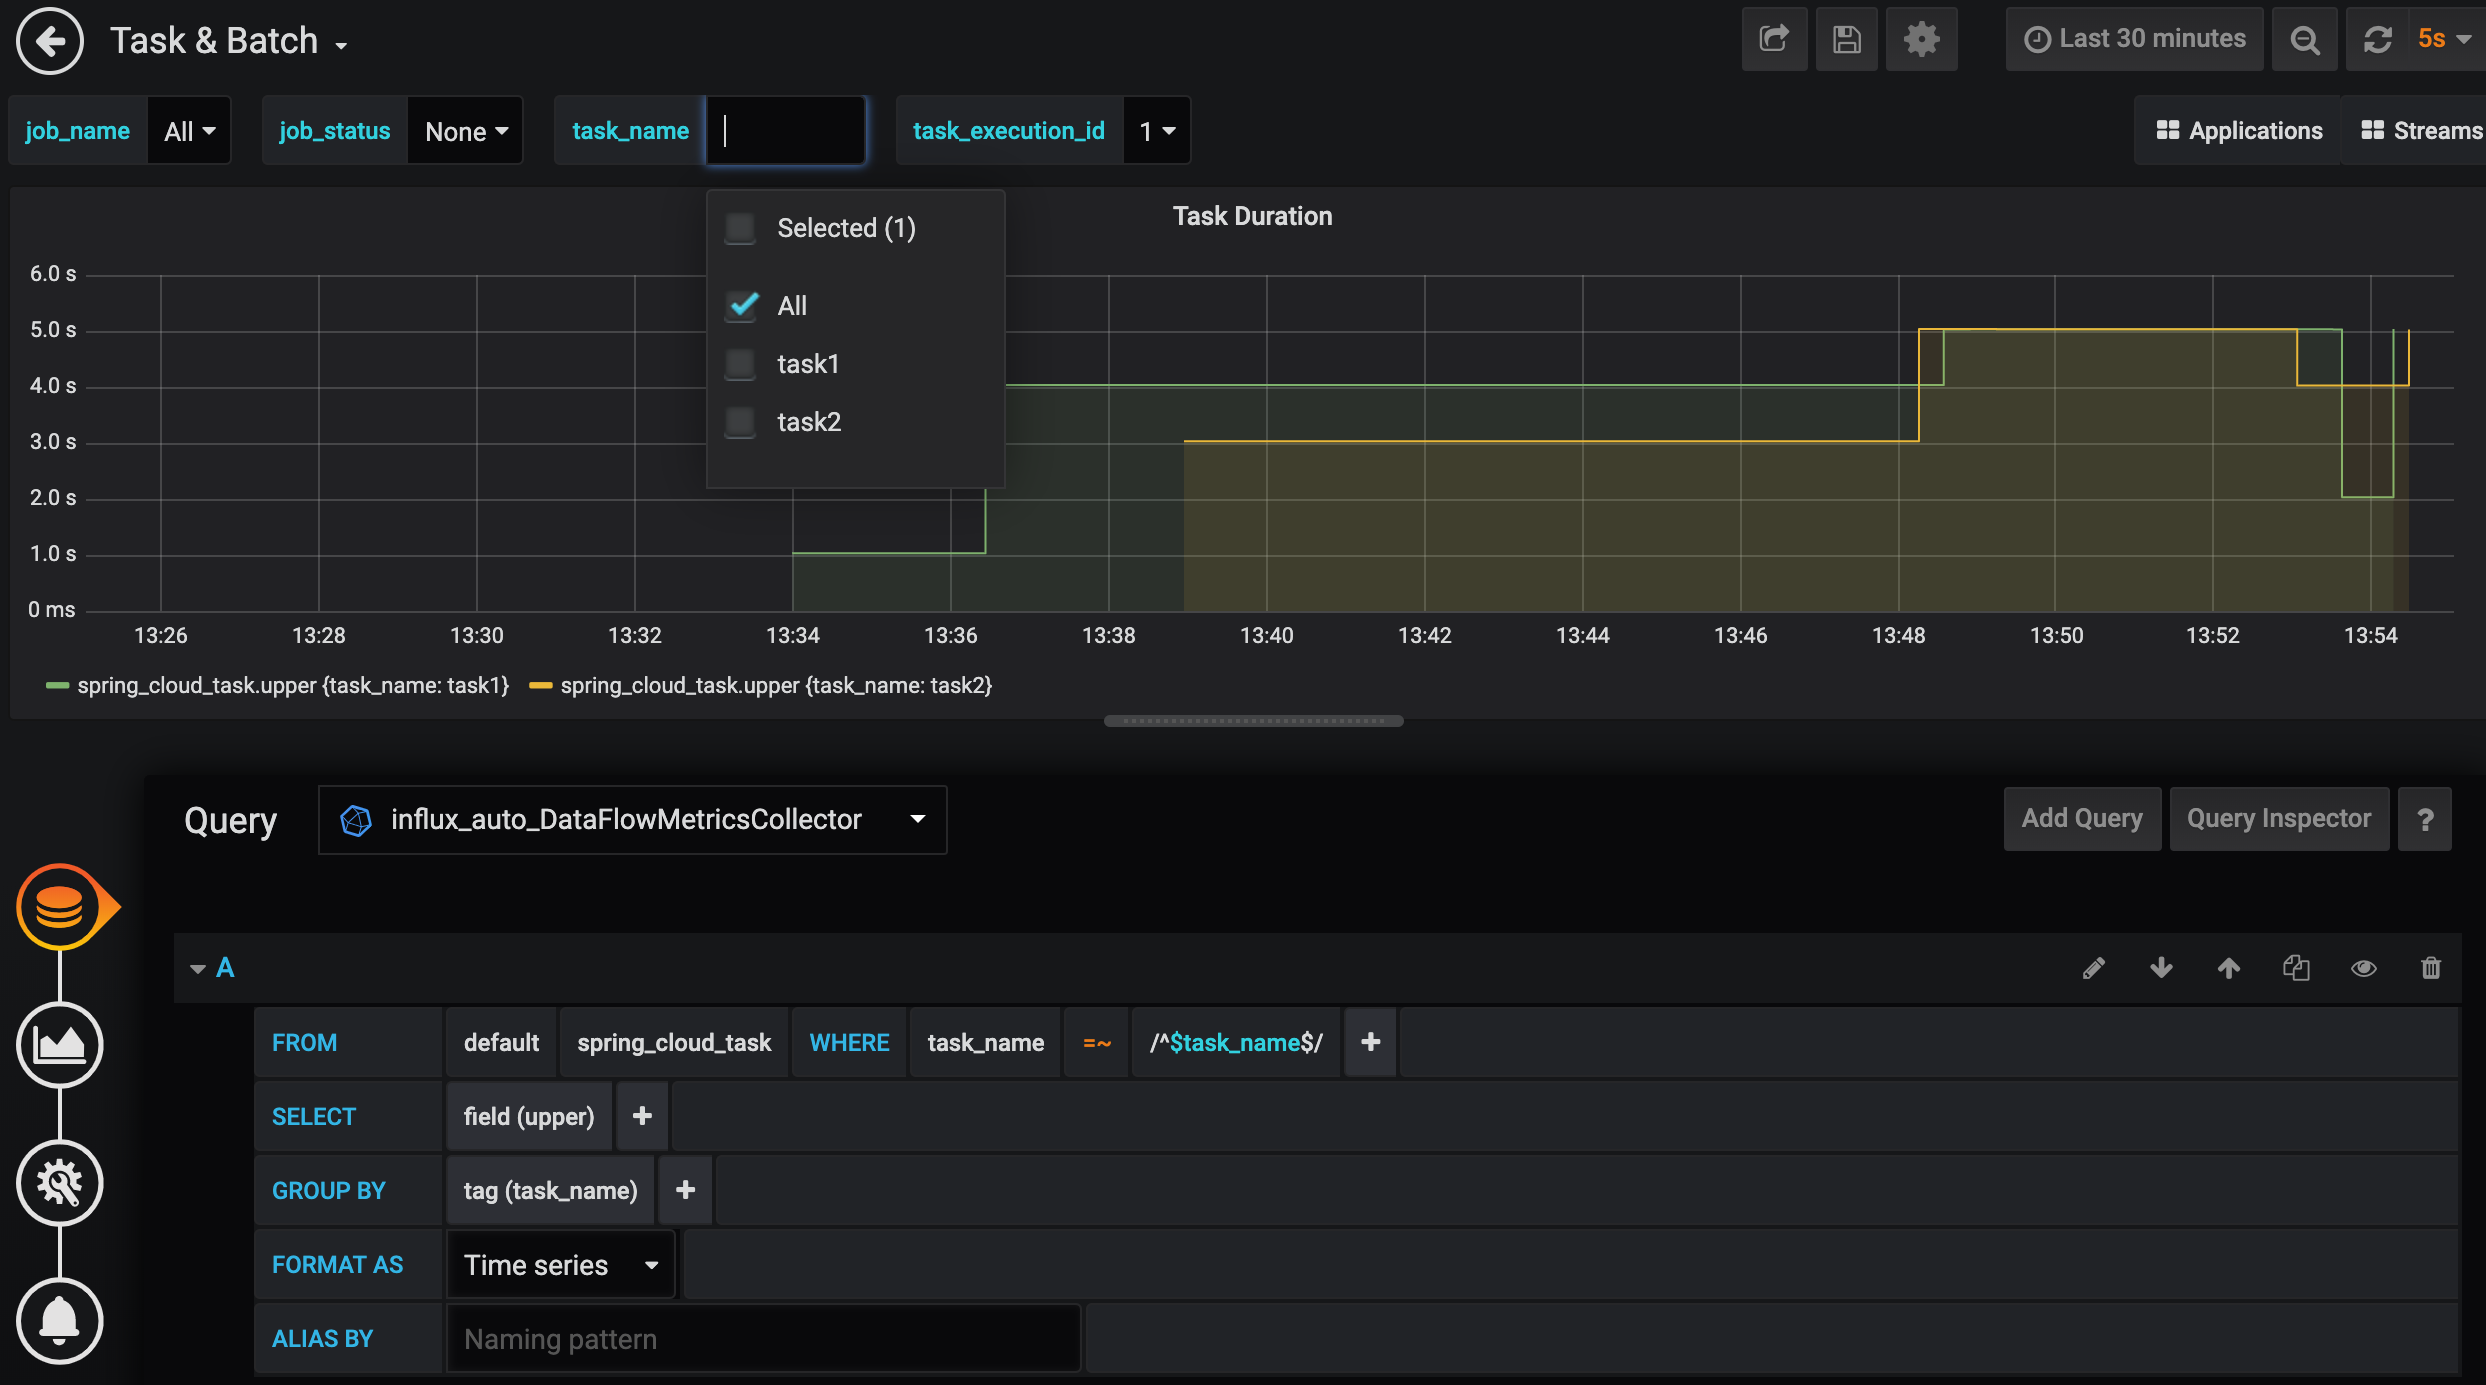 Task & Batch
Last 30 minutes
5s
job_name All
job_status None
task_name
task_execution_id 1
Applications
Streams
Selected (1)
All
task1
task2
Task Duration
6.0 s
5.0 s
4.0 s
3.0 s
2.0 s
1.0 s
0 ms
13:26 13:28 13:30 13:32 13:34 13:36 13:38 13:40 13:42 13:44 13:46 13:48 13:50 13:52 13:54
spring_cloud_task.upper {task_name: task1} spring_cloud_task.upper {task_name: task2}
Query
influx_auto_DataFlowMetricsCollector
Add Query
Query Inspector
?
A
FROM default spring_cloud_task WHERE task_name =~ /^$task_name$/ +
SELECT field (upper) +
GROUP BY tag (task_name) +
FORMAT AS Time series
ALIAS BY Naming pattern